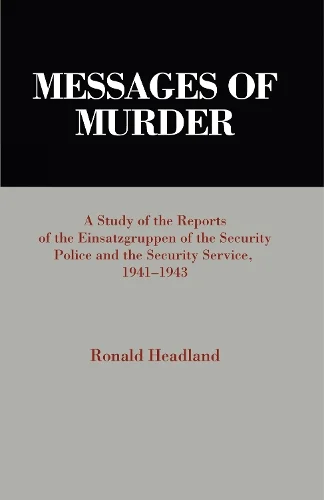 MESSAGES OF
MURDER
A Study of the Reports
of the Einsatzgruppen of the Security
Police and the Security Service,
1941–1943
Ronald Headland